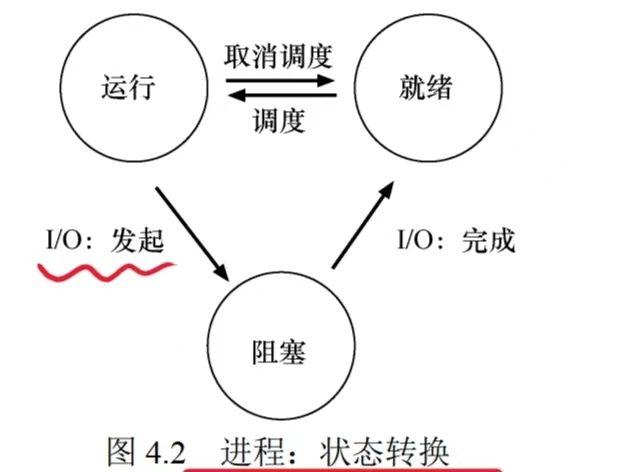 运行
取消调度
调度
就绪
I/O：发起
I/O：完成
阻塞
图 4.2 进程：状态转换